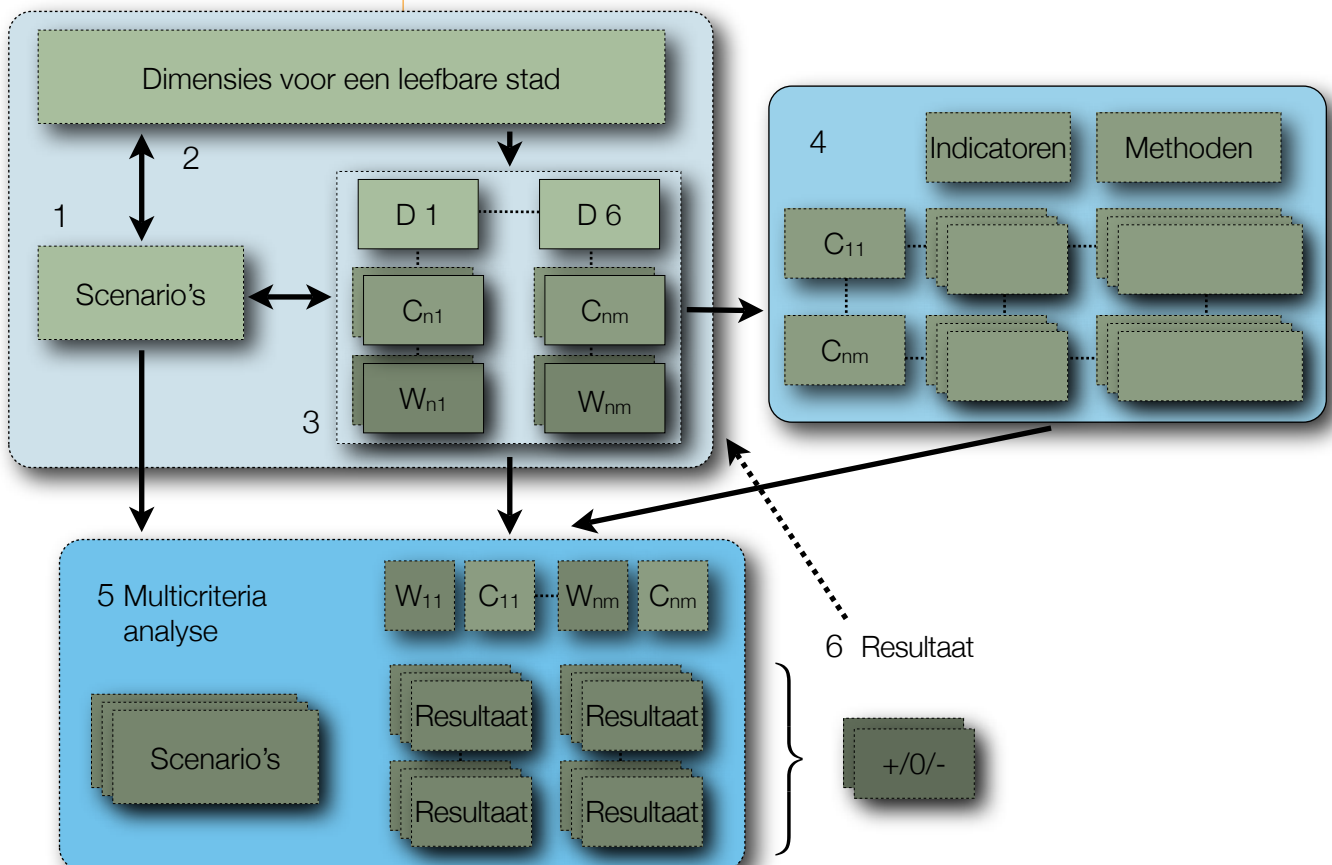 Dimensies voor een leefbare stad
2
1
Scenario's
D 1
D 6
Cn1
Cnm
Wn1
Wnm
3
4
Indicatoren
Methoden
C11
Cnm
5 Multicriteria
analyse
W11
C11
Wnm
Cnm
Scenario's
Resultaat
Resultaat
Resultaat
Resultaat
6 Resultaat
+/0/-